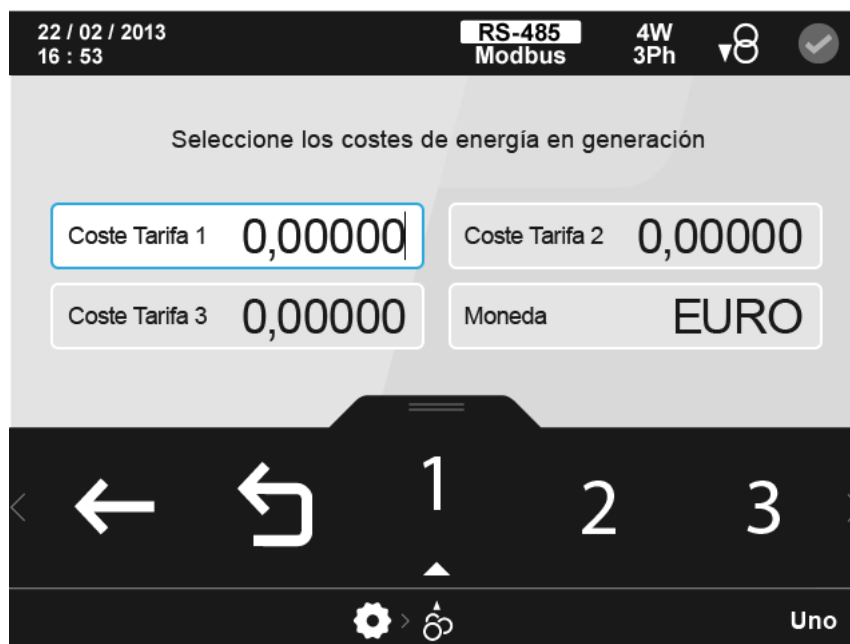 22 / 02 / 2013
16 : 53
RS-485
Modbus
4W
3Ph
Seleccione los costes de energía en generación
Coste Tarifa 1 0,00000
Coste Tarifa 2 0,00000
Coste Tarifa 3 0,00000
Moneda EURO
1 2 3
Uno